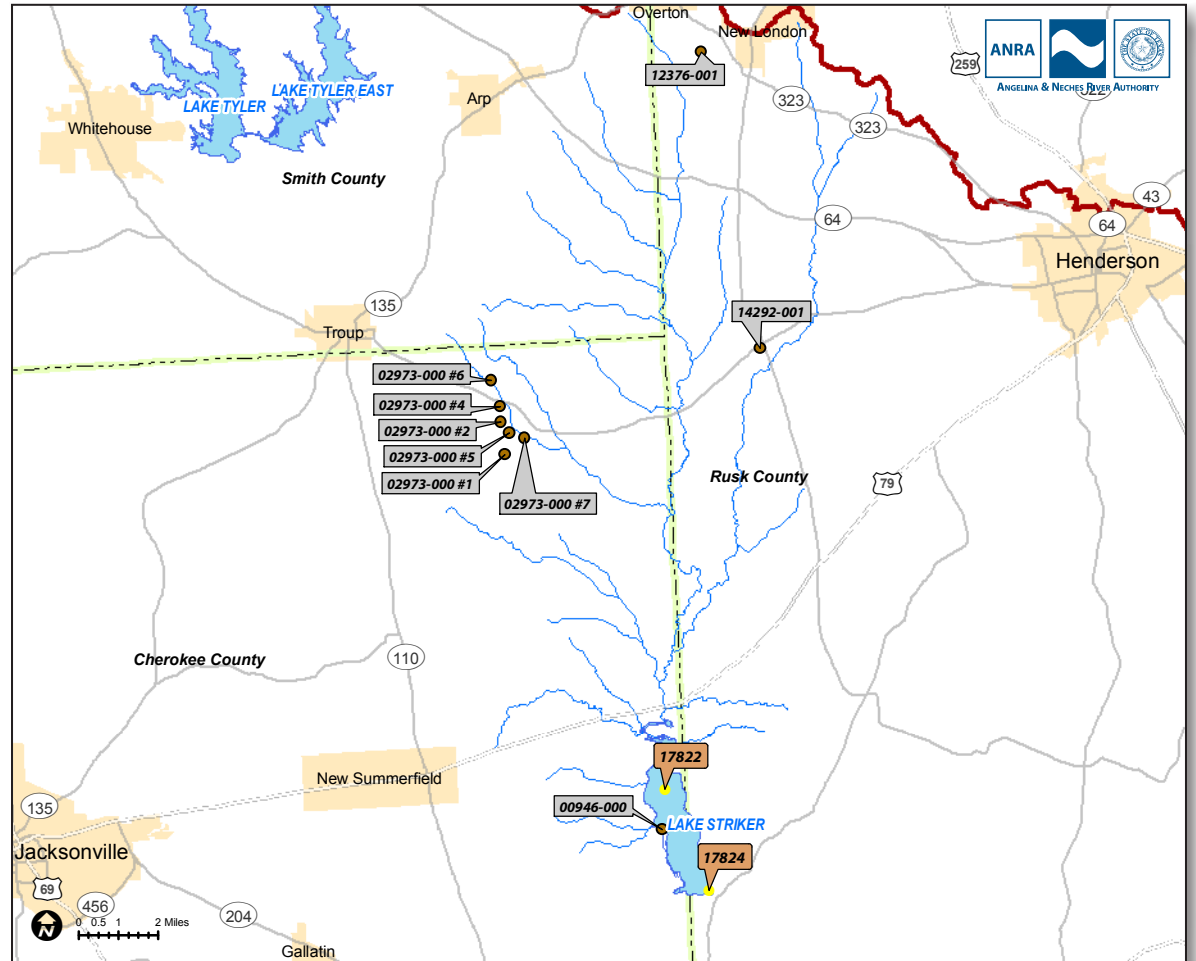 Overton
New London
12376-001
259
ANRA
ANGELINA & NECHES RIVER AUTHORITY
LAKE TYLER
LAKE TYLER EAST
Arp
323
322
Whitehouse
323
Smith County
43
64
64
Henderson
135
14292-001
Troup
02973-000 #6
02973-000 #4
02973-000 #2
02973-000 #5
02973-000 #1
02973-000 #7
Rusk County
79
Cherokee County
110
17822
New Summerfield
00946-000
LAKE STRIKER
135
Jacksonville
17824
69
456
204
N
0 0.5 1 2 Miles
Gallatin